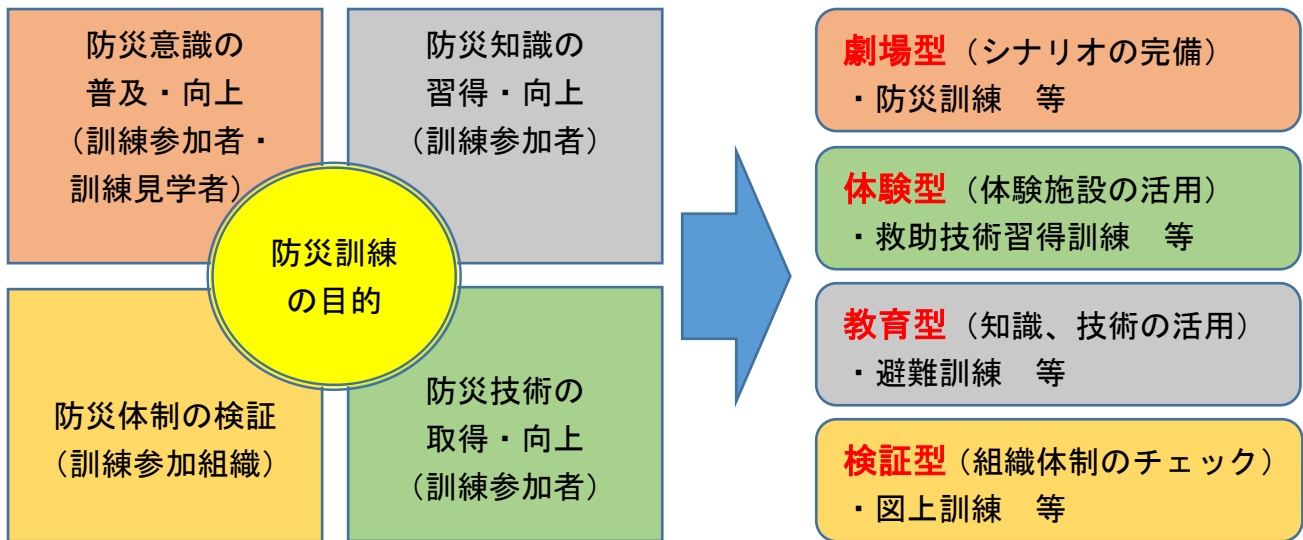 防災意識の
普及・向上
（訓練参加者・
訓練見学者）
防災知識の
習得・向上
（訓練参加者）
防災訓練
の目的
防災体制の検証
（訓練参加組織）
防災技術の
取得・向上
（訓練参加者）
劇場型（シナリオの完備）
・防災訓練　等
体験型（体験施設の活用）
・救助技術習得訓練　等
教育型（知識、技術の活用）
・避難訓練　等
検証型（組織体制のチェック）
・図上訓練　等